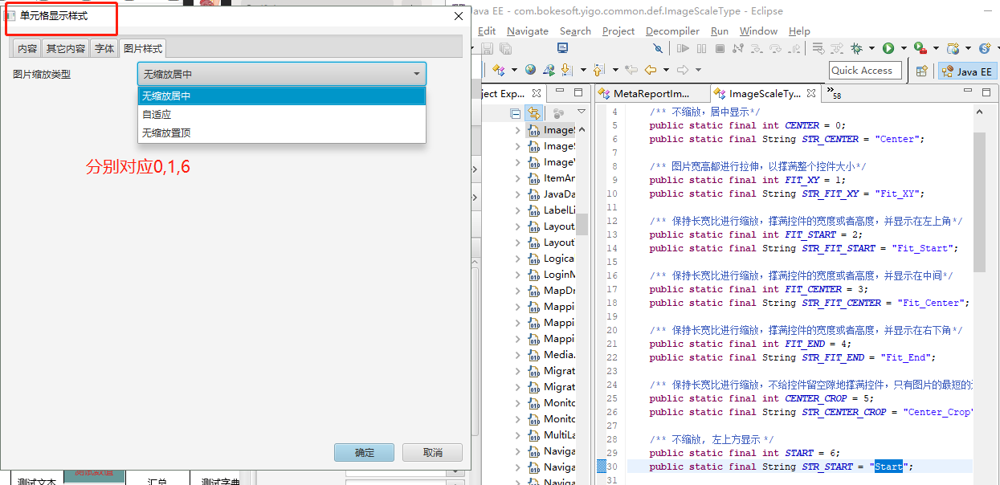 单元格显示样式
内容 其它内容 字体 图片样式
图片缩放类型
无缩放居中
无缩放居中
自适应
无缩放置顶
分别对应0,1,6
确定 取消
测试文本 测试数值 汇总 测试字典
Java EE - com.bokesoft.yigo.common.def.ImageScaleType - Eclipse
Edit Navigate Search Project Decompiler Run Window Help
Quick Access
Java EE
ject Exp...
ImageS
ImageS
ImageV
ItemAr
JavaDa
LabelLi
Layout
Layout
Logica
LoginM
MapDr
Mappi
Mappi
Mappi
Media.
Migrat
Migrat
Monito
Monito
MultiLa
Naviga
Naviga
Naviga
MetaReportIm... ImageScaleTy... 58
4 /** 不缩放，居中显示*/
5 public static final int CENTER = 0;
6 public static final String STR_CENTER = "Center";
7
8 /** 图片宽高都进行拉伸，以撑满整个控件大小*/
9 public static final int FIT_XY = 1;
10 public static final String STR_FIT_XY = "Fit_XY";
11
12 /** 保持长宽比进行缩放，撑满控件的宽度或者高度，并显示在左上角*/
13 public static final int FIT_START = 2;
14 public static final String STR_FIT_START = "Fit_Start";
15
16 /** 保持长宽比进行缩放，撑满控件的宽度或者高度，并显示在中间*/
17 public static final int FIT_CENTER = 3;
18 public static final String STR_FIT_CENTER = "Fit_Center";
19
20 /** 保持长宽比进行缩放，撑满控件的宽度或者高度，并显示在右下角*/
21 public static final int FIT_END = 4;
22 public static final String STR_FIT_END = "Fit_End";
23
24 /** 保持长宽比进行缩放，不给控件留空隙地撑满控件，只有图片的最短的
25 public static final int CENTER_CROP = 5;
26 public static final String STR_CENTER_CROP = "Center_Crop"
27
28 /** 不缩放, 左上方显示 */
29 public static final int START = 6;
30 public static final String STR_START = "Start";
31